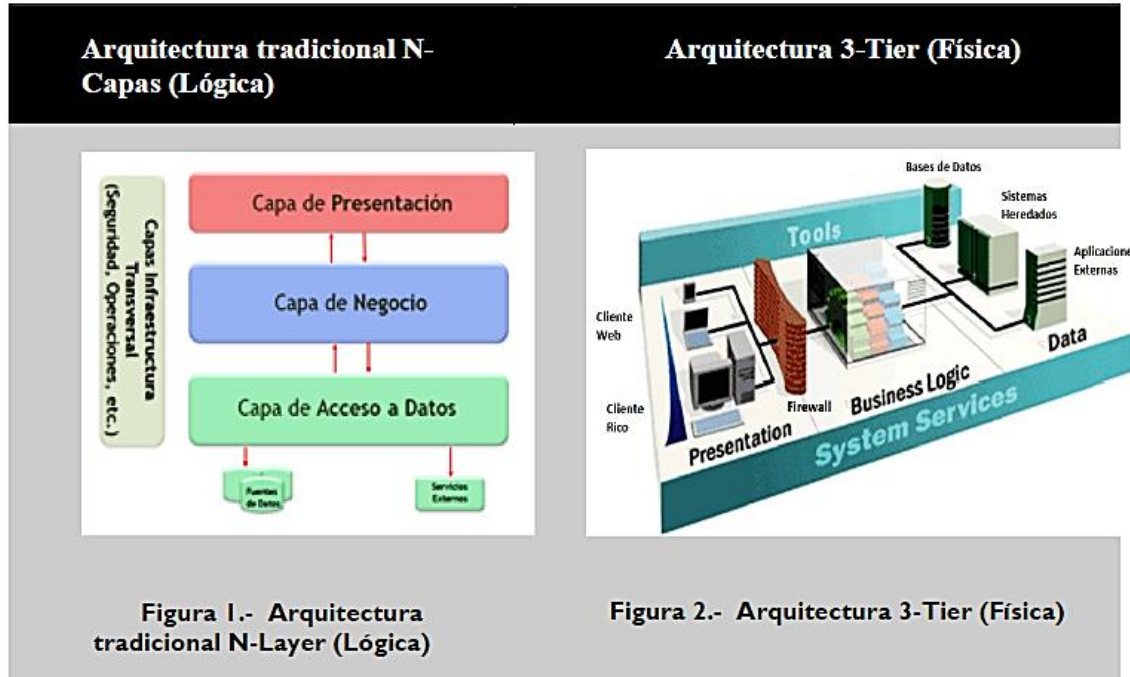 Arquitectura tradicional N-
Capas (Lógica)
Arquitectura 3-Tier (Física)
Capas Infraestructura
Transversal
(Seguridad, Operaciones, etc.)
Capa de Presentación
Capa de Negocio
Capa de Acceso a Datos
Fuentes
de Datos
Servicios
Externos
Figura 1.- Arquitectura
tradicional N-Layer (Lógica)
Bases de Datos
Sistemas
Heredados
Aplicacione
Externas
Tools
Cliente
Web
Cliente
Rico
Firewall
Presentation
Business Logic
Data
System Services
Figura 2.- Arquitectura 3-Tier (Física)